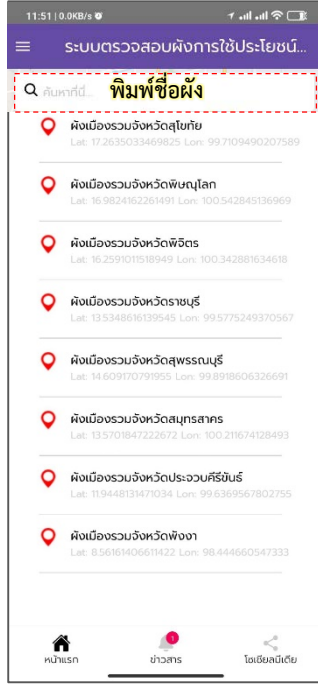 11:51 | 0.0KB/s
ระบบตรวจสอบผังการใช้ประโยชน์...
ค้นหาที่นี่... พิมพ์ชื่อผัง
ผังเมืองรวมจังหวัดสุโขทัย
Lat: 17.2635033469825 Lon: 99.7109490207589
ผังเมืองรวมจังหวัดพิษณุโลก
Lat: 16.9824162261491 Lon: 100.542845136969
ผังเมืองรวมจังหวัดพิจิตร
Lat: 16.2591011518949 Lon: 100.342881634618
ผังเมืองรวมจังหวัดราชบุรี
Lat: 13.5348616139545 Lon: 99.5775249370567
ผังเมืองรวมจังหวัดสุพรรณบุรี
Lat: 14.609170791955 Lon: 99.8918606326691
ผังเมืองรวมจังหวัดสมุทรสาคร
Lat: 13.5701847222672 Lon: 100.211674128493
ผังเมืองรวมจังหวัดประจวบคีรีขันธ์
Lat: 11.9448131471034 Lon: 99.6369567802755
ผังเมืองรวมจังหวัดพังงา
Lat: 8.56161406611422 Lon: 98.444660547333
1
หน้าแรก ข่าวสาร โซเชียลมีเดีย